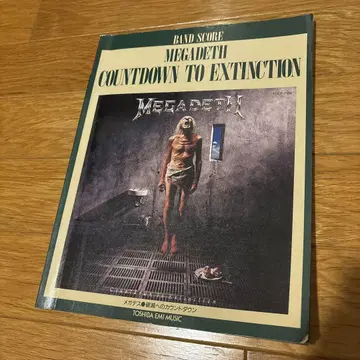 BAND SCORE
MEGADETH
COUNTDOWN TO EXTINCTION
MEGADETH
メガデス●破滅へのカウントダウン
TOSHIBA EMI MUSIC